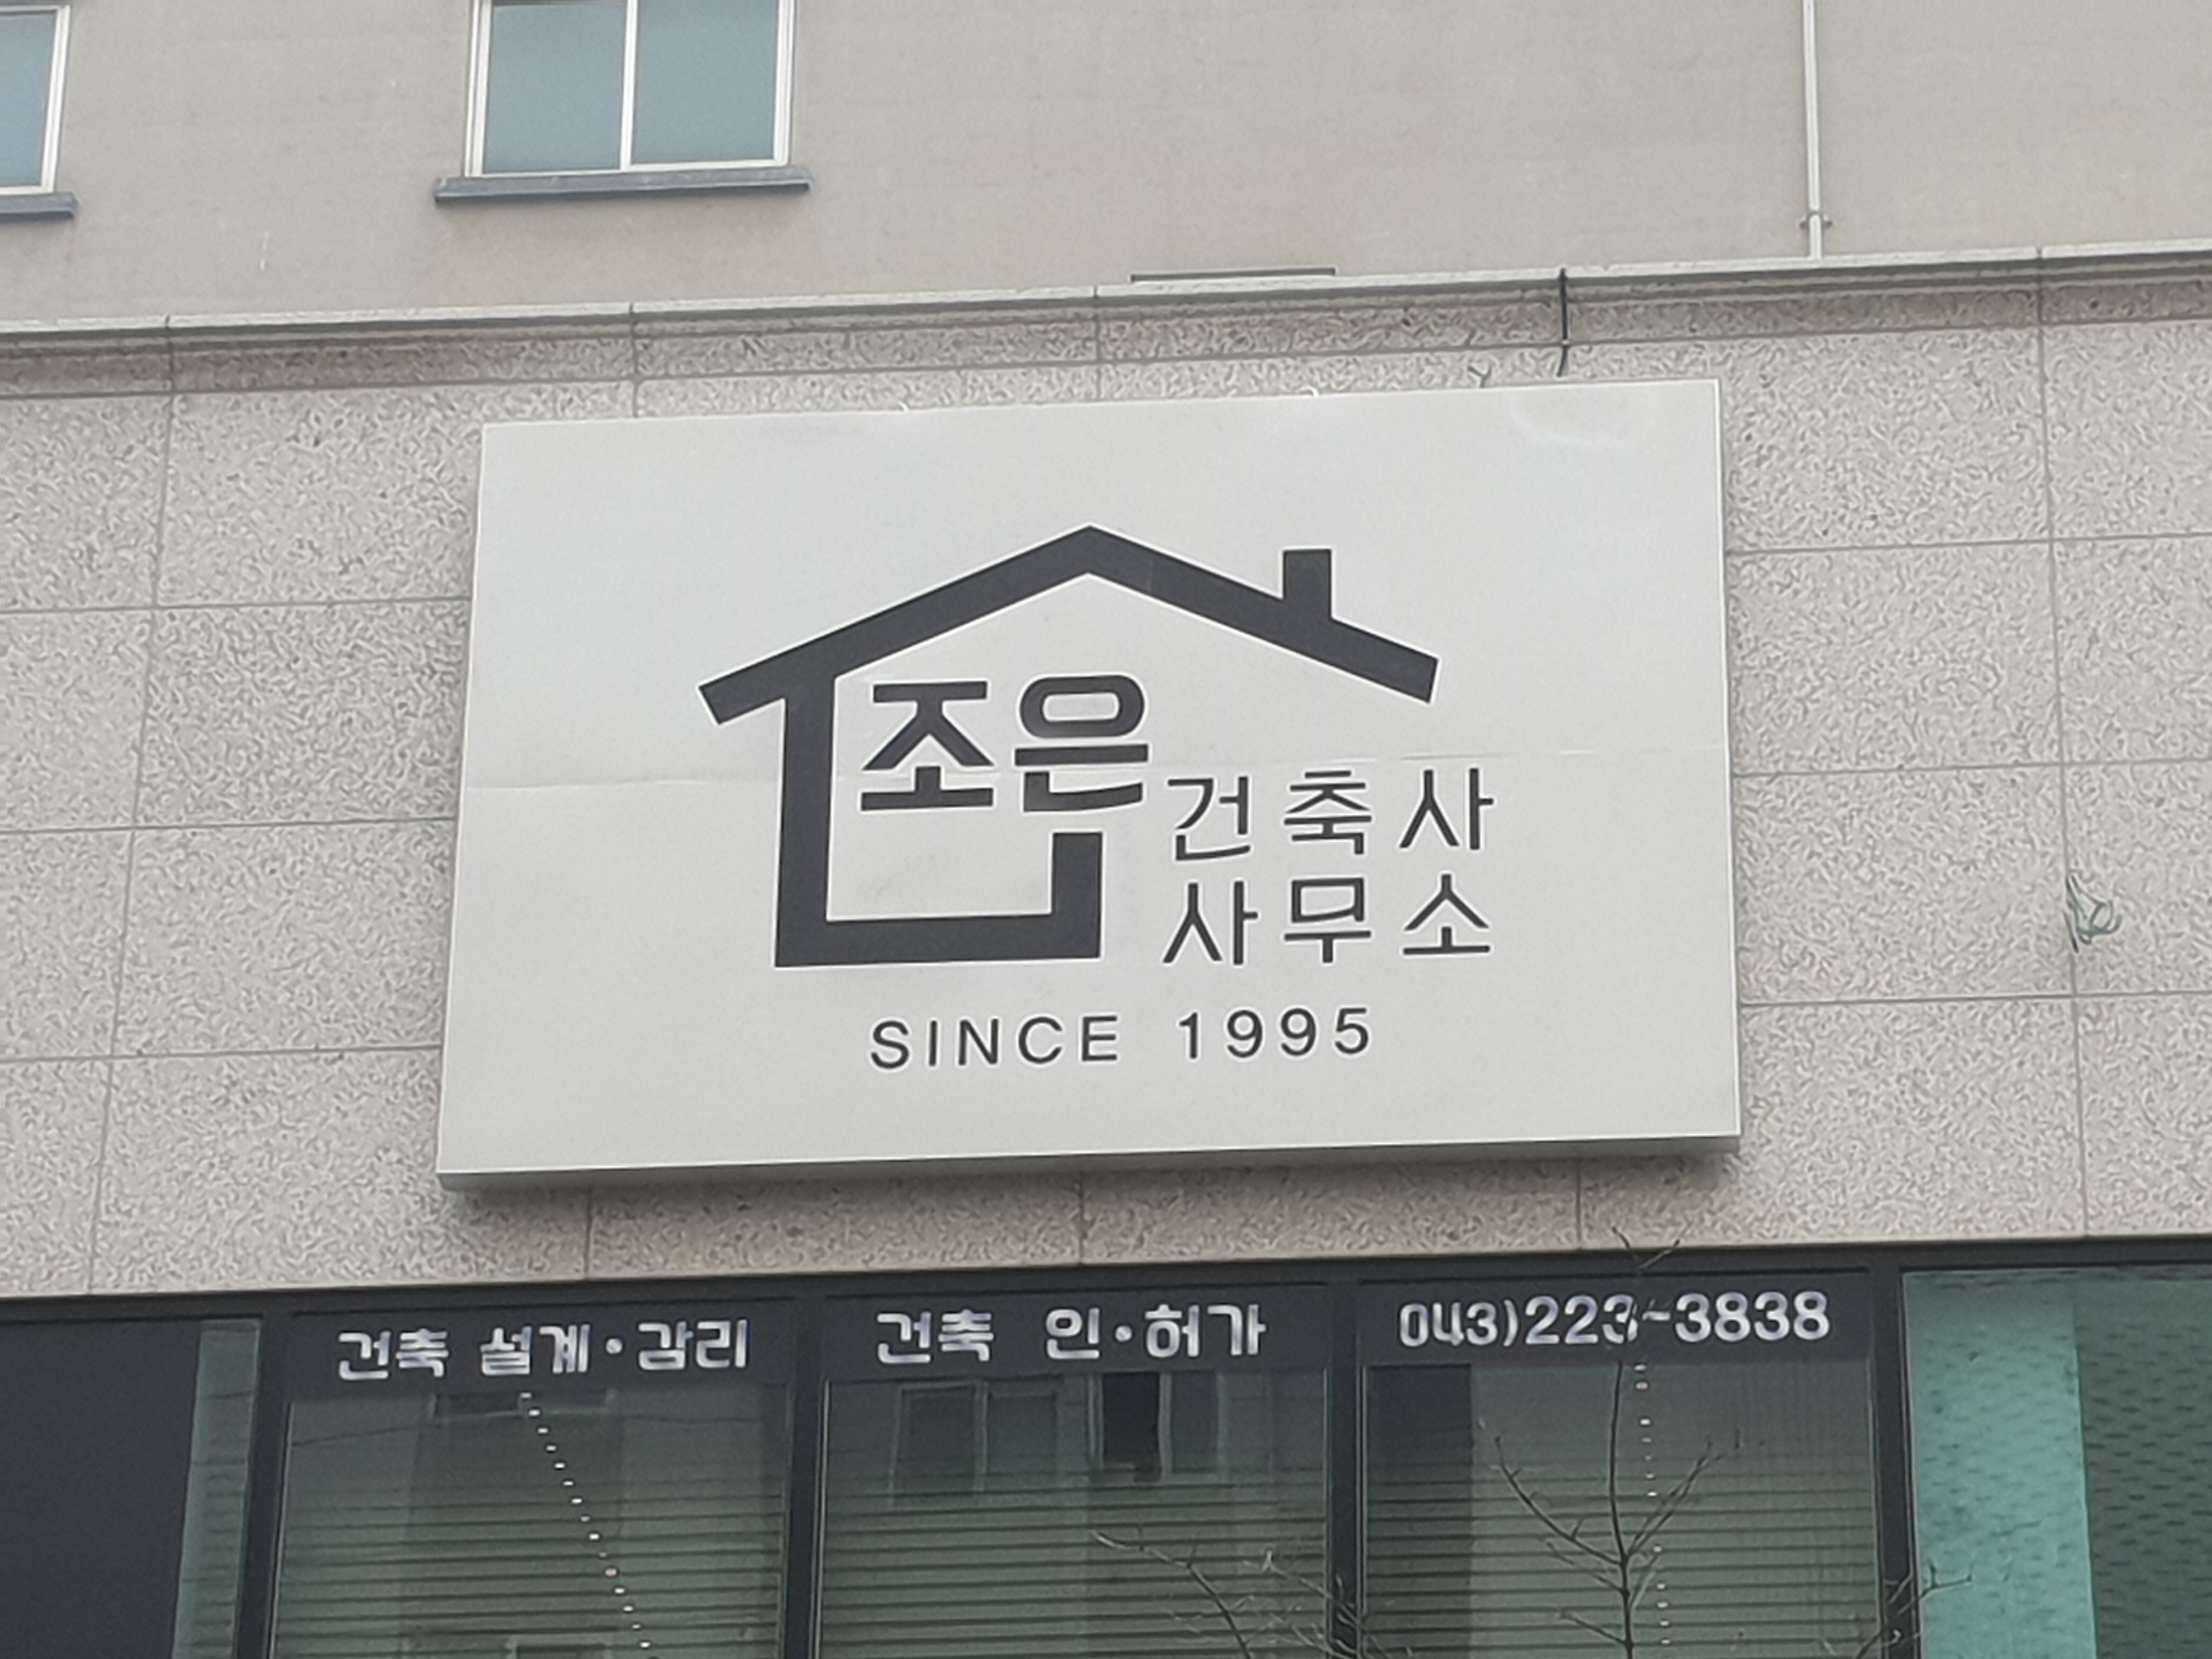 조은
건축사
사무소
SINCE 1995
건축 설계·감리
건축 인·허가
043)223-3838